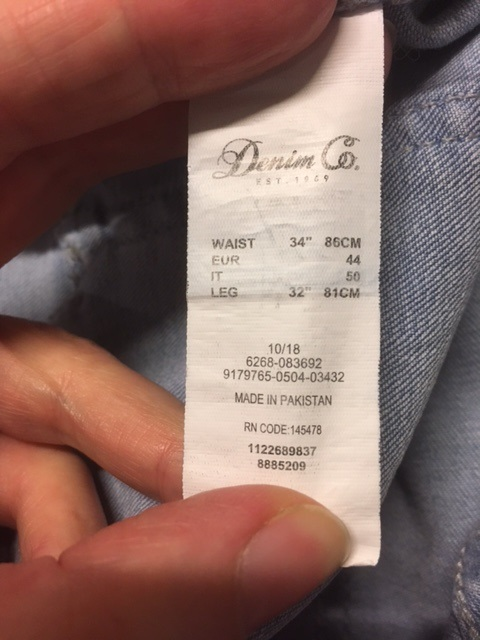 Denim Co.
EST. 1969
WAIST 34" 86CM
EUR 44
IT 50
LEG 32" 81CM
10/18
6268-083692
9179765-0504-03432
MADE IN PAKISTAN
RN CODE:145478
1122689837
8885209